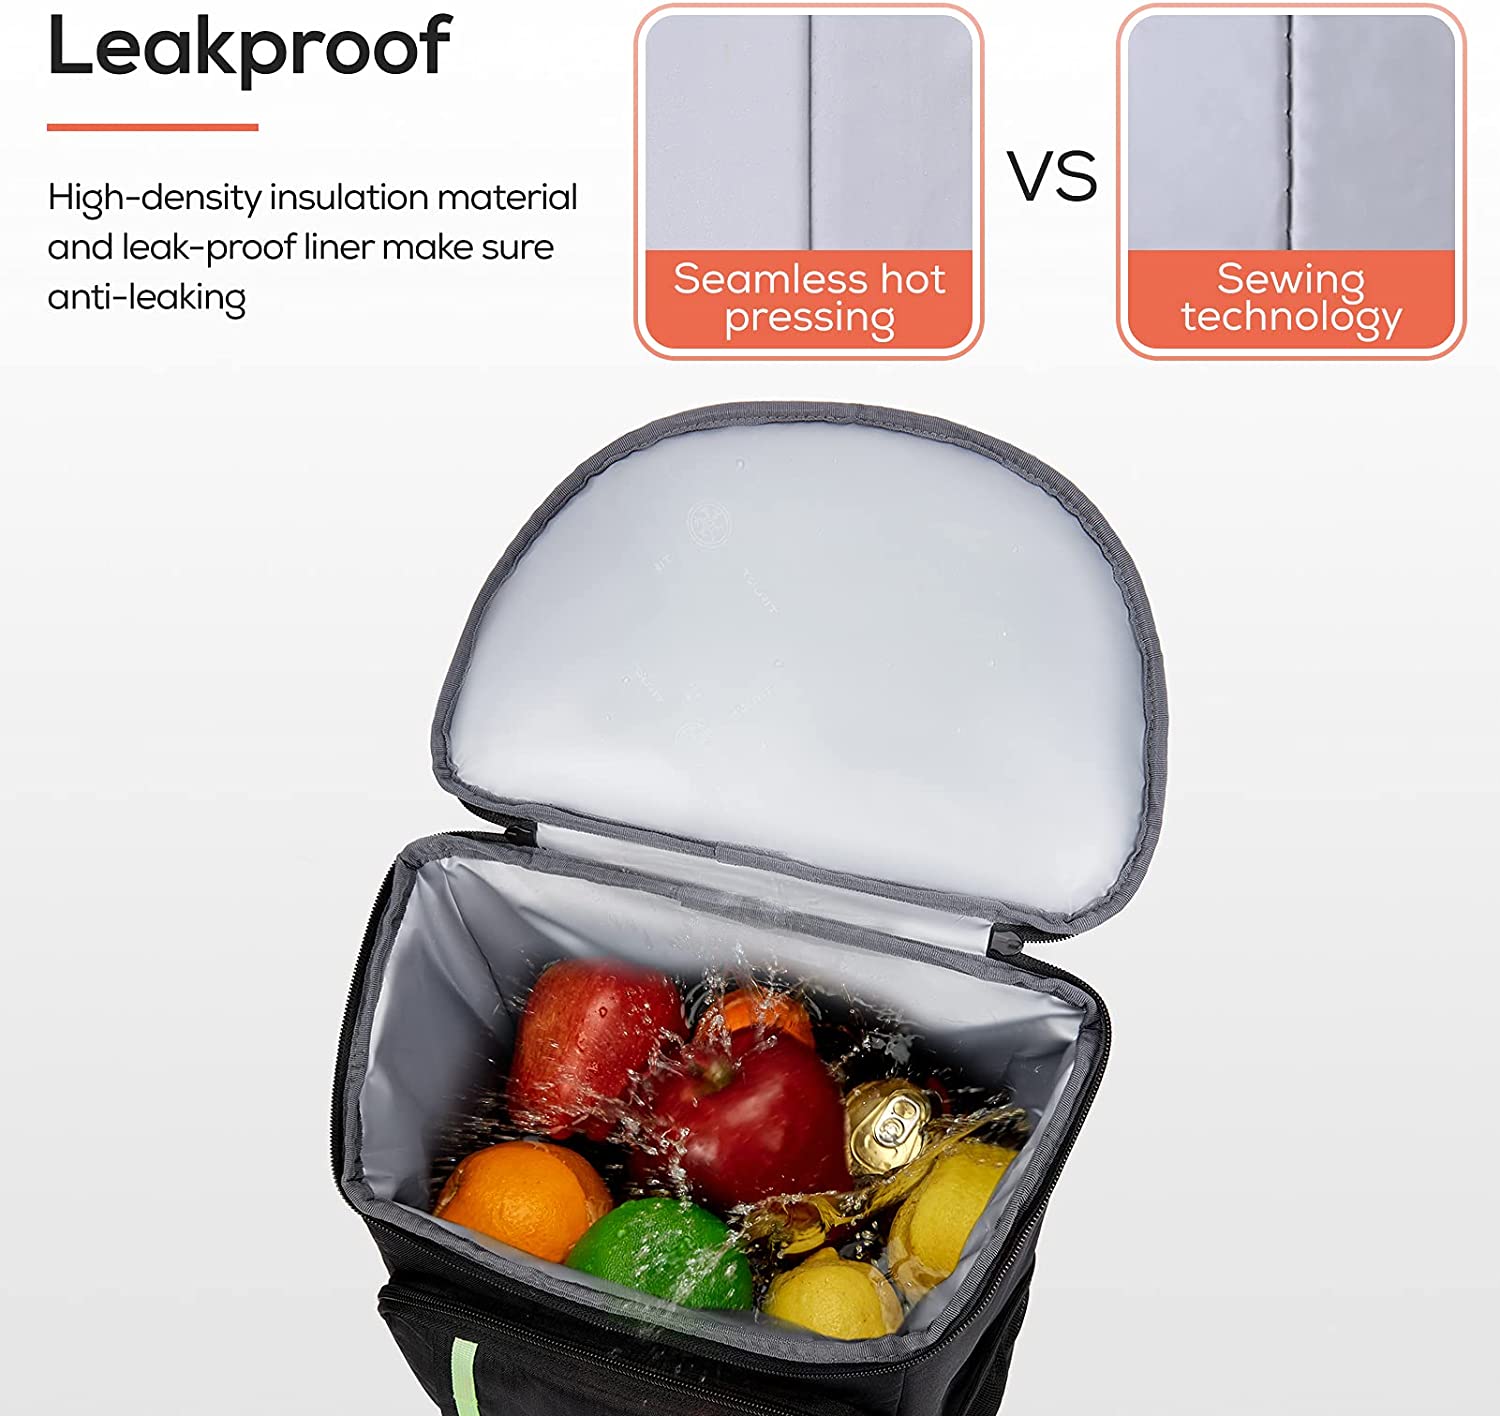 Leakproof
High-density insulation material
and leak-proof liner make sure
anti-leaking
Seamless hot
pressing
VS
Sewing
technology